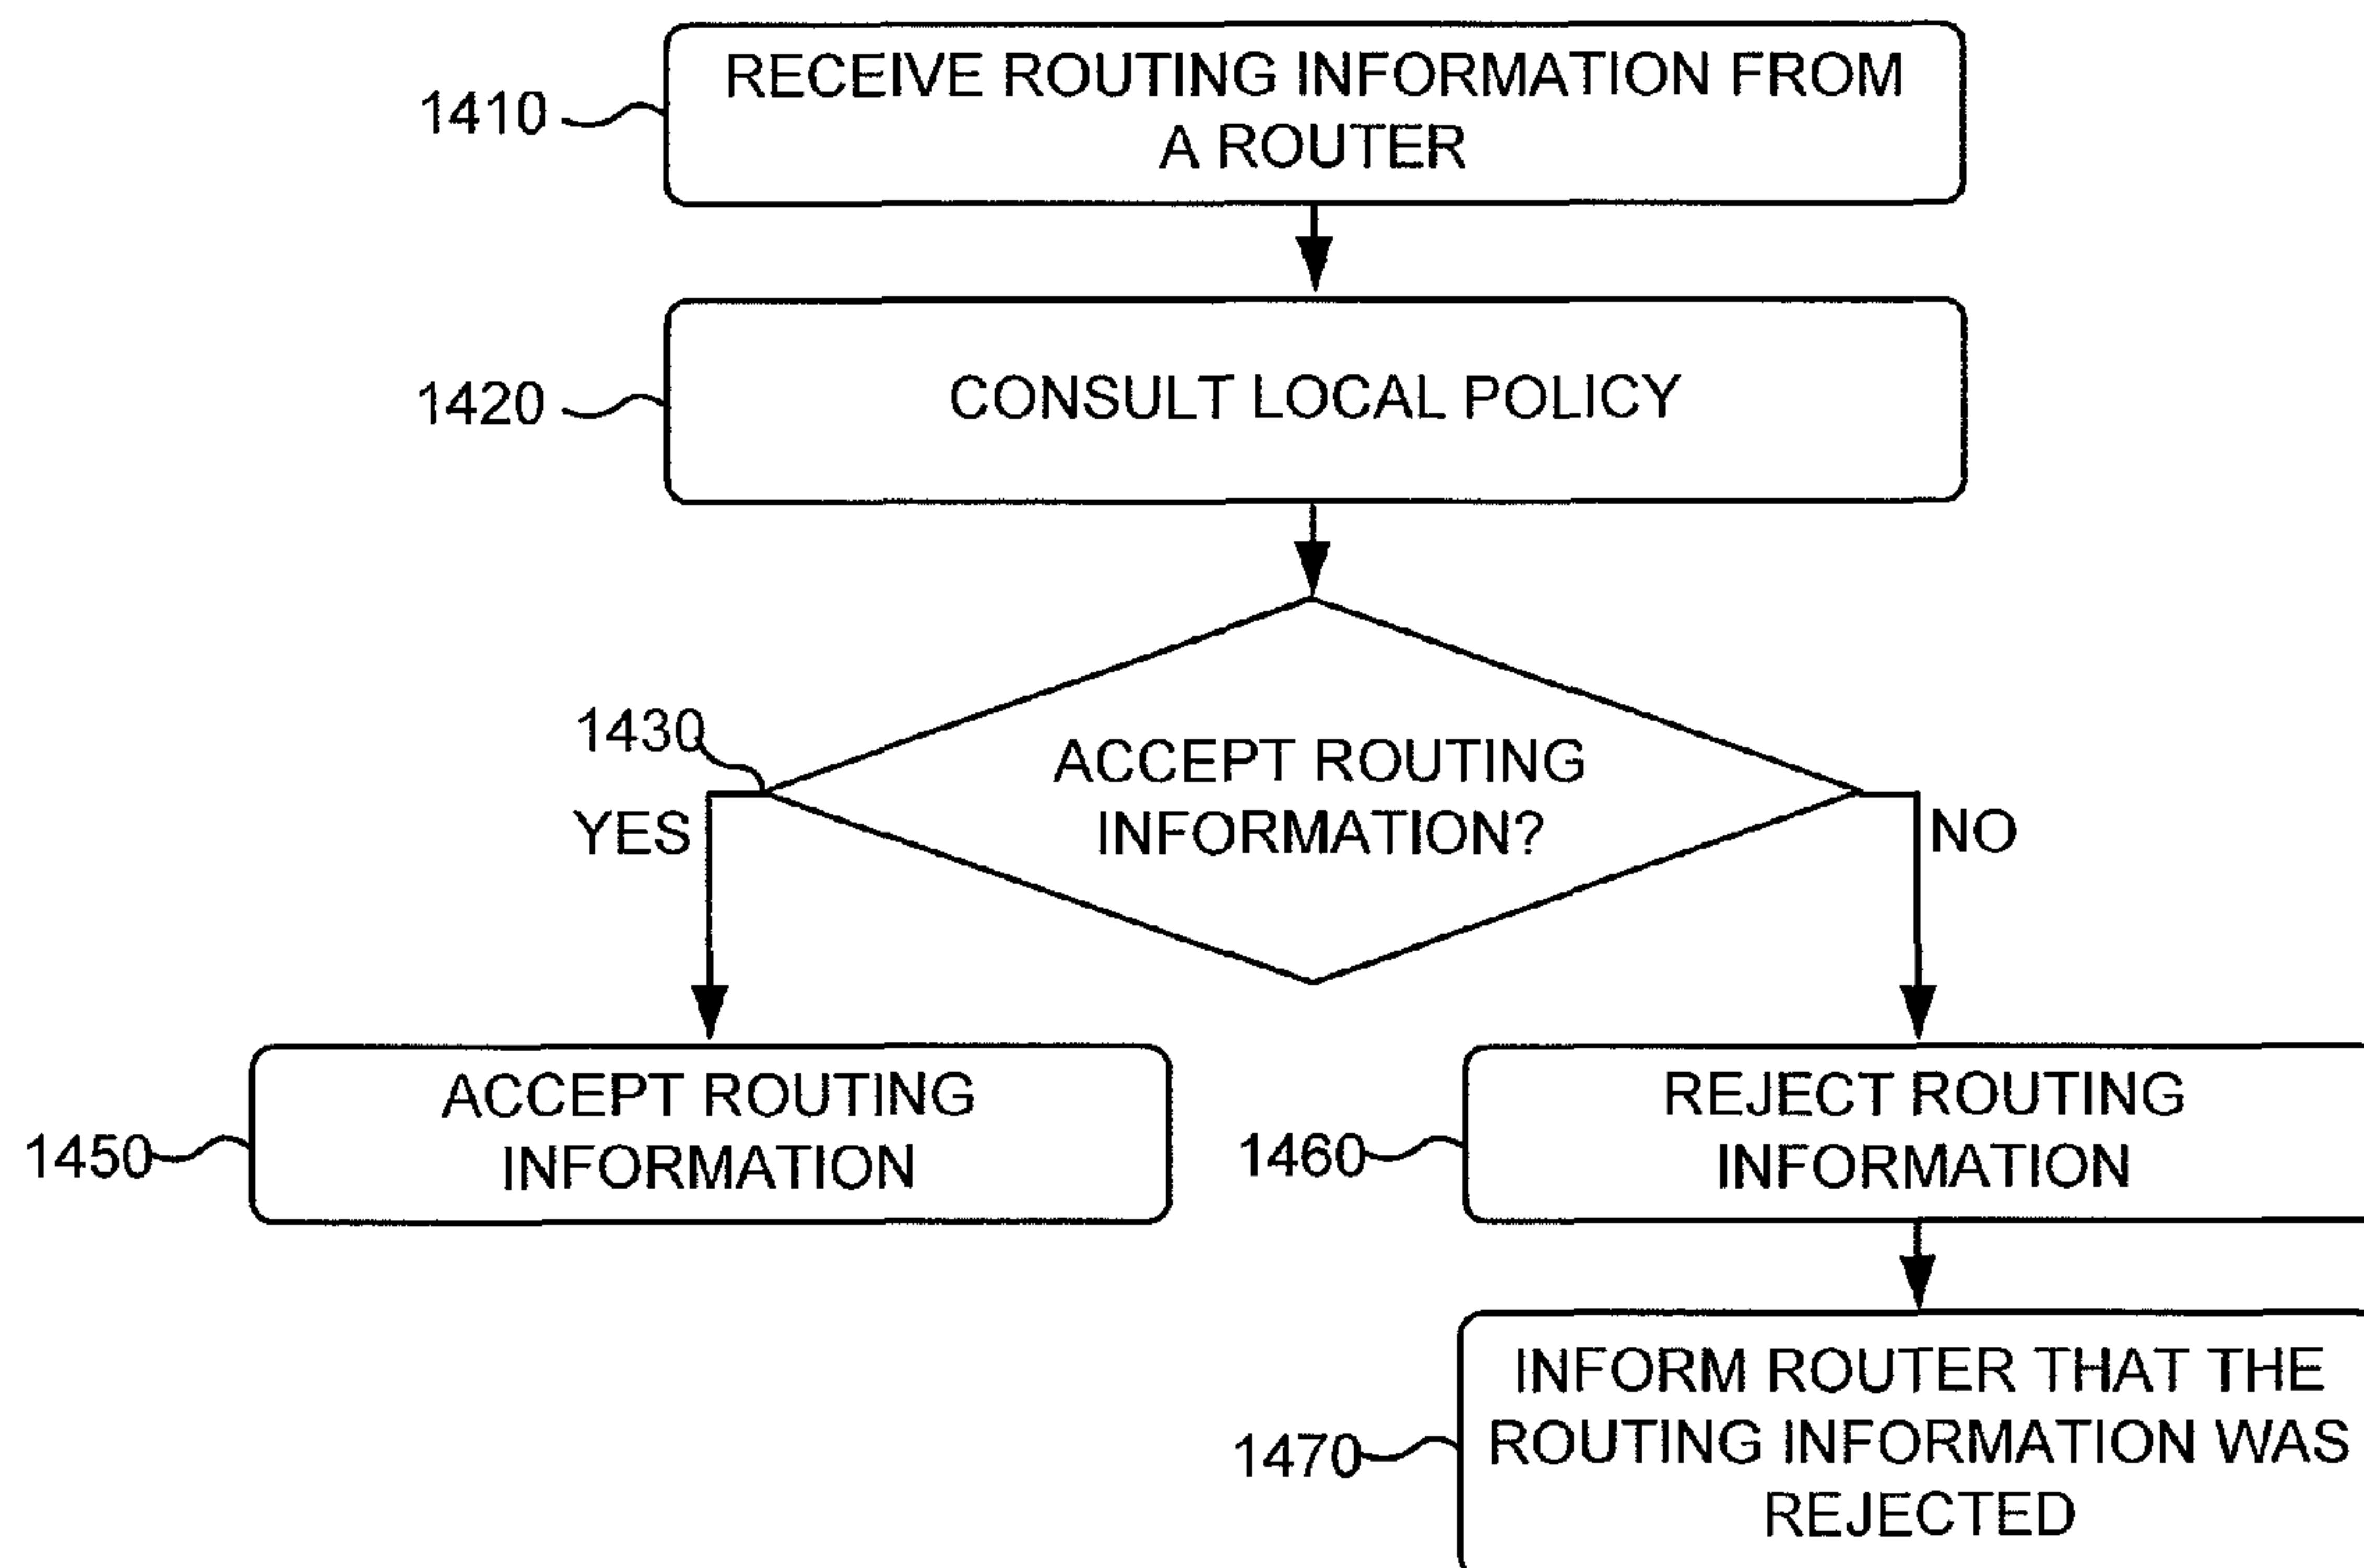 1410
RECEIVE ROUTING INFORMATION FROM
A ROUTER
1420
CONSULT LOCAL POLICY
1430
ACCEPT ROUTING
INFORMATION?
YES
NO
1450
ACCEPT ROUTING
INFORMATION
1460
REJECT ROUTING
INFORMATION
1470
INFORM ROUTER THAT THE
ROUTING INFORMATION WAS
REJECTED